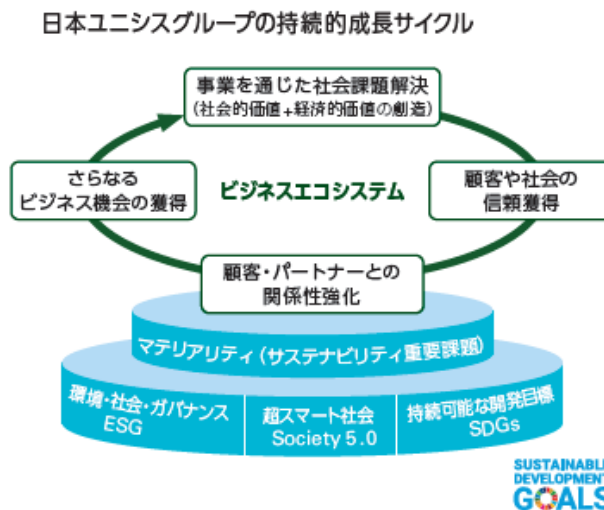 日本ユニシスグループの持続的成長サイクル
事業を通じた社会課題解決
(社会的価値+経済的価値の創造)
さらなる
ビジネス機会の獲得
ビジネスエコシステム
顧客や社会の
信頼獲得
顧客・パートナーとの
関係性強化
マテリアリティ(サステナビリティ重要課題)
環境・社会・ガバナンス
ESG
超スマート社会
Society 5.0
持続可能な開発目標
SDGs
SUSTAINABLE
DEVELOPMENT
GOALS